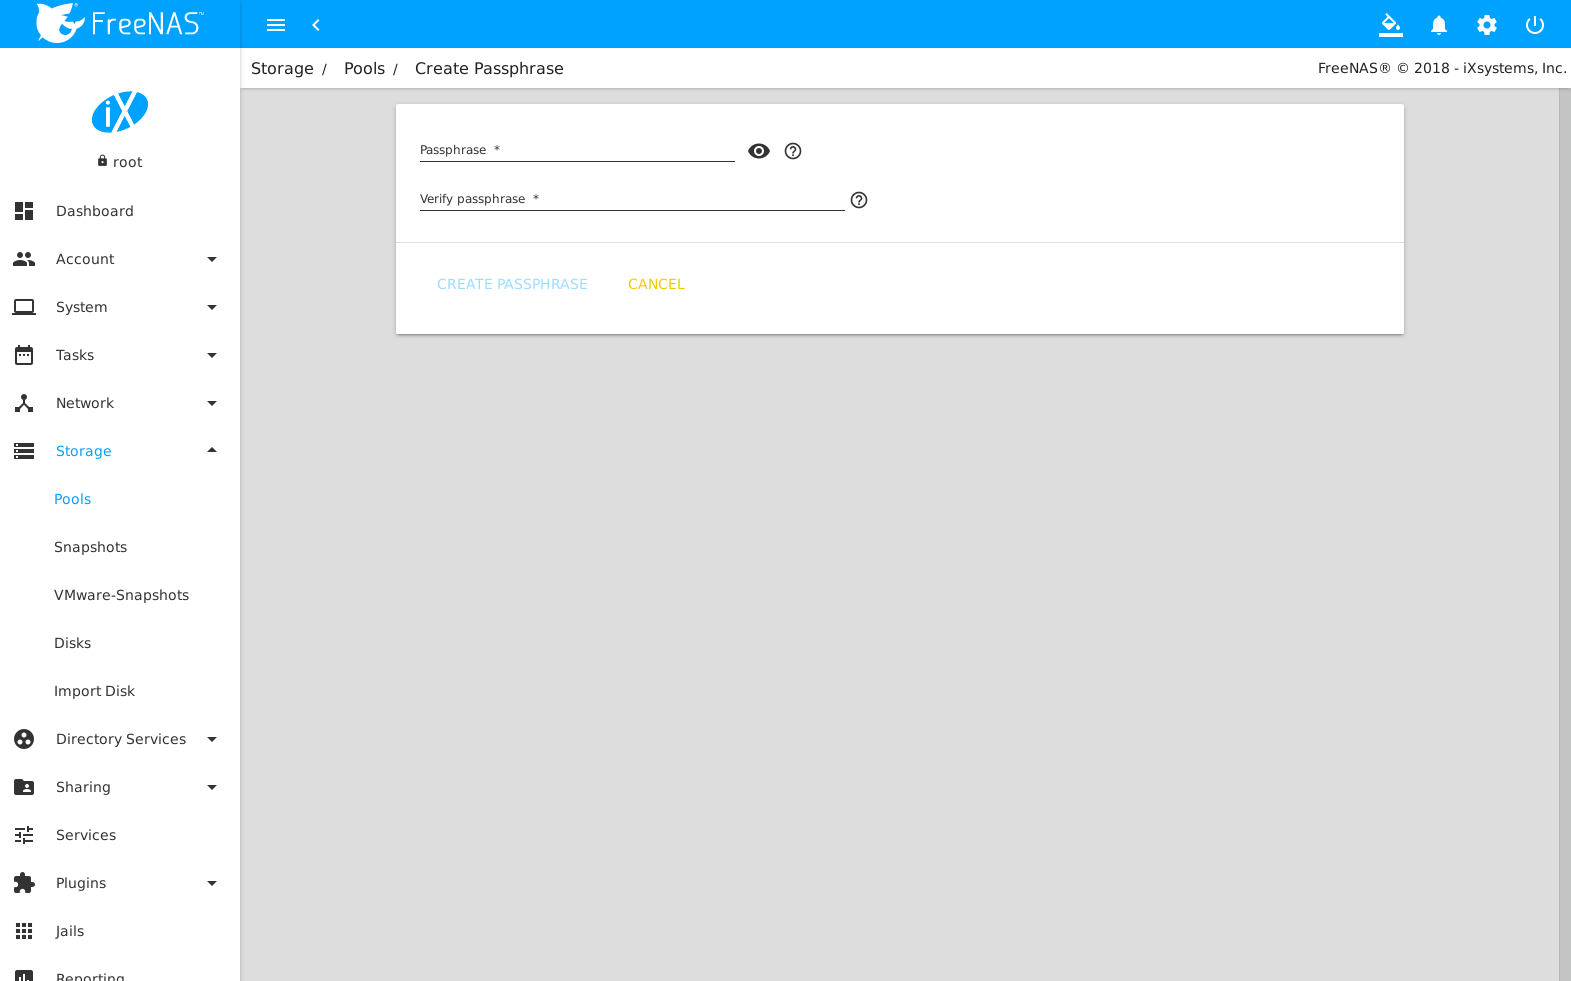 FreeNAS™
Storage / Pools / Create Passphrase
FreeNAS® © 2018 - iXsystems, Inc.
iX
root
Dashboard
Account
System
Tasks
Network
Storage
Pools
Snapshots
VMware-Snapshots
Disks
Import Disk
Directory Services
Sharing
Services
Plugins
Jails
Reporting
Passphrase *
Verify passphrase *
CREATE PASSPHRASE CANCEL